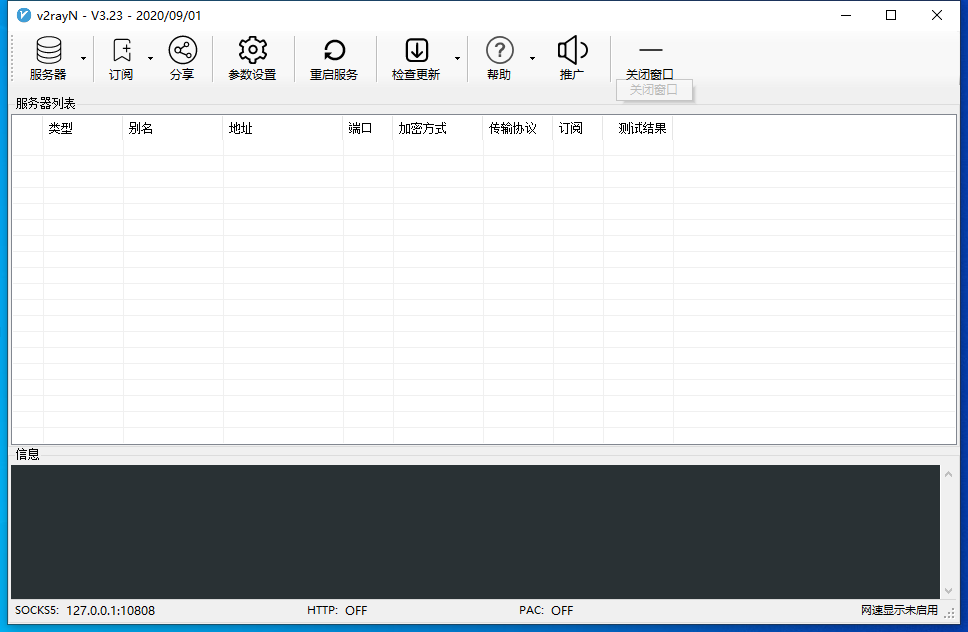 v2rayN - V3.23 - 2020/09/01
服务器 订阅 分享 参数设置 重启服务 检查更新 帮助 推广 关闭窗口
关闭窗口
服务器列表
类型 别名 地址 端口 加密方式 传输协议 订阅 测试结果
信息
SOCKS5: 127.0.0.1:10808 HTTP: OFF PAC: OFF 网速显示未启用